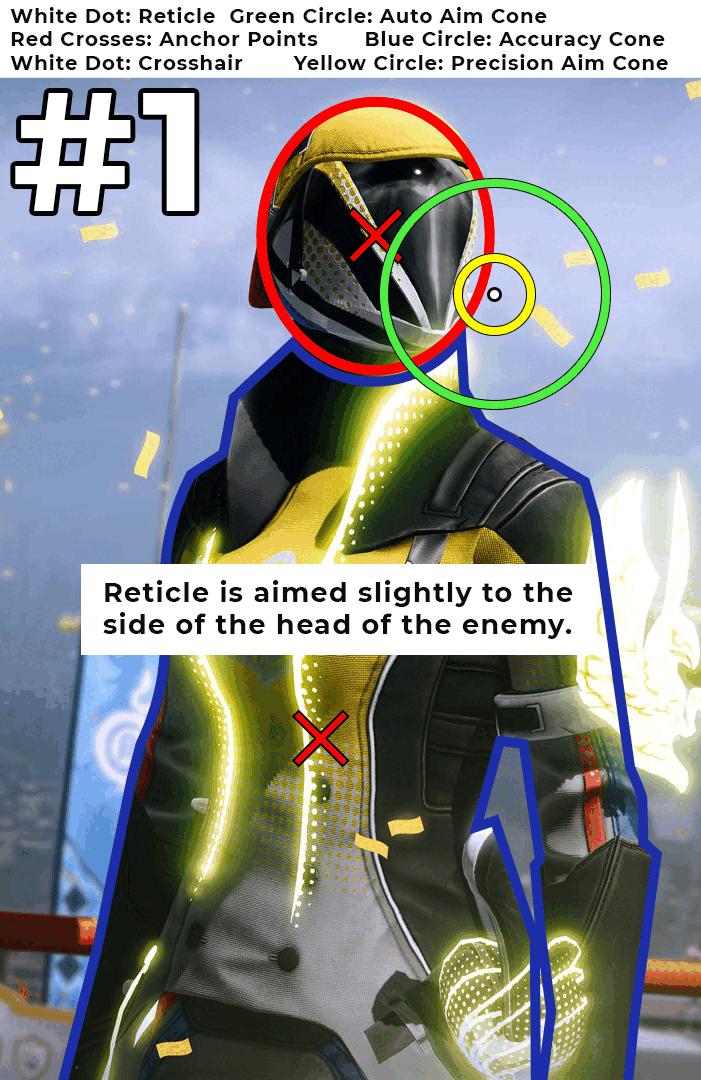 White Dot: Reticle  Green Circle: Auto Aim Cone
Red Crosses: Anchor Points  Blue Circle: Accuracy Cone
White Dot: Crosshair  Yellow Circle: Precision Aim Cone
#1
Reticle is aimed slightly to the
side of the head of the enemy.